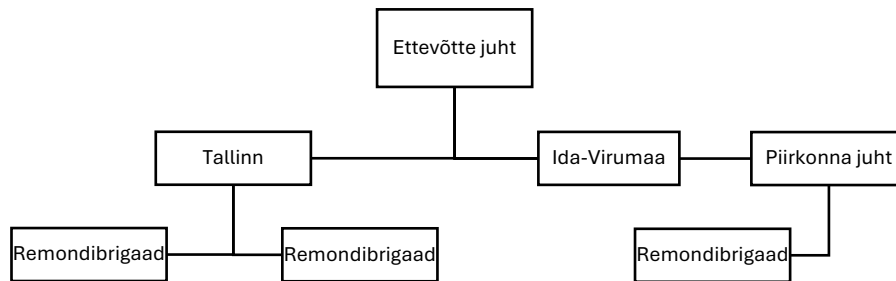 Ettevõtte juht
Tallinn
Ida-Virumaa
Piirkonna juht
Remondibrigaad
Remondibrigaad
Remondibrigaad